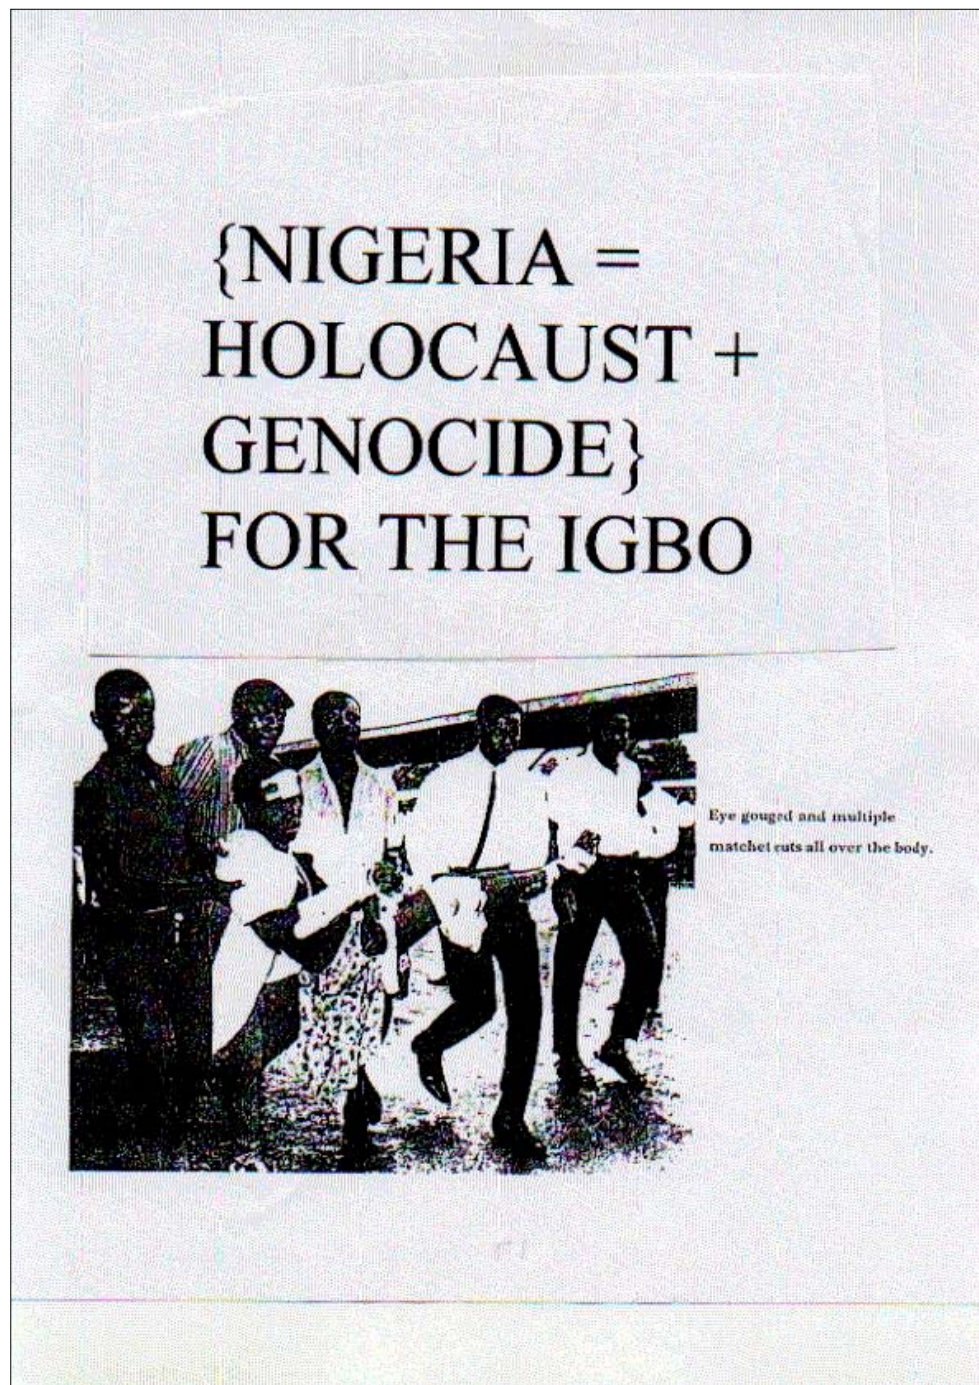 {NIGERIA =
HOLOCAUST +
GENOCIDE}
FOR THE IGBO
Eye gouged and multiple
matchet cuts all over the body.